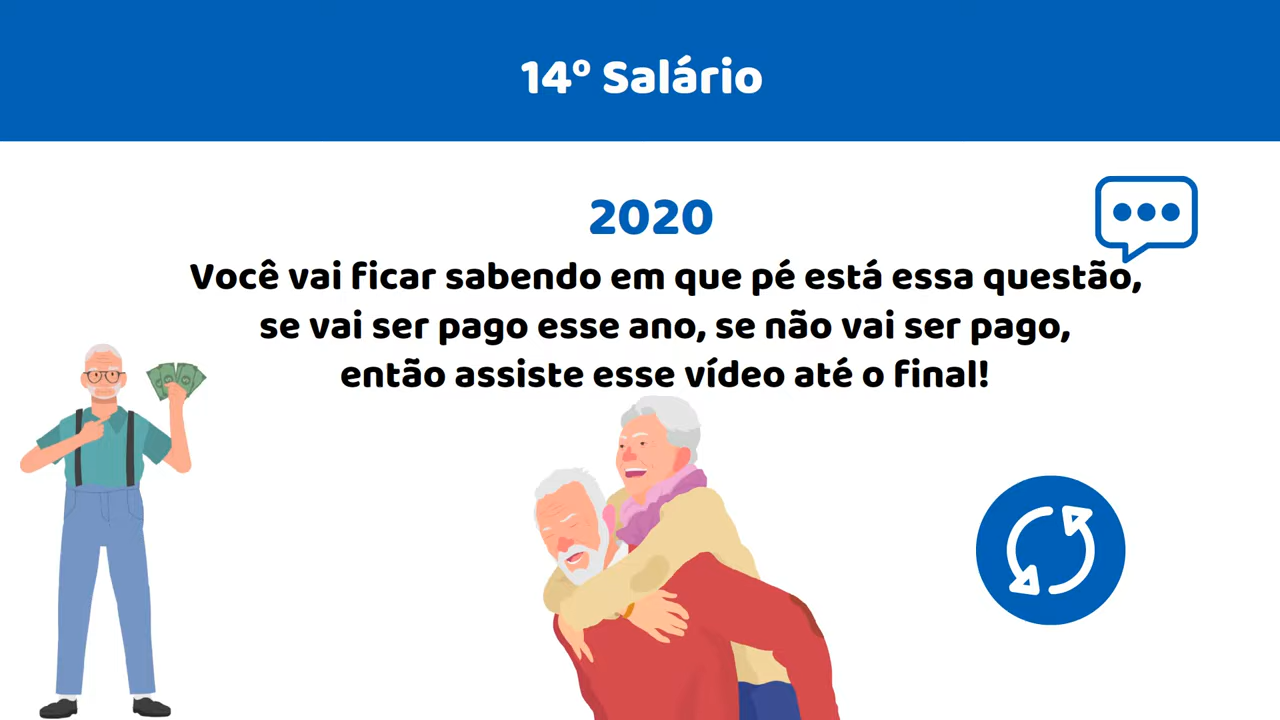 14º Salário
2020
Você vai ficar sabendo em que pé está essa questão,
se vai ser pago esse ano, se não vai ser pago,
então assiste esse vídeo até o final!